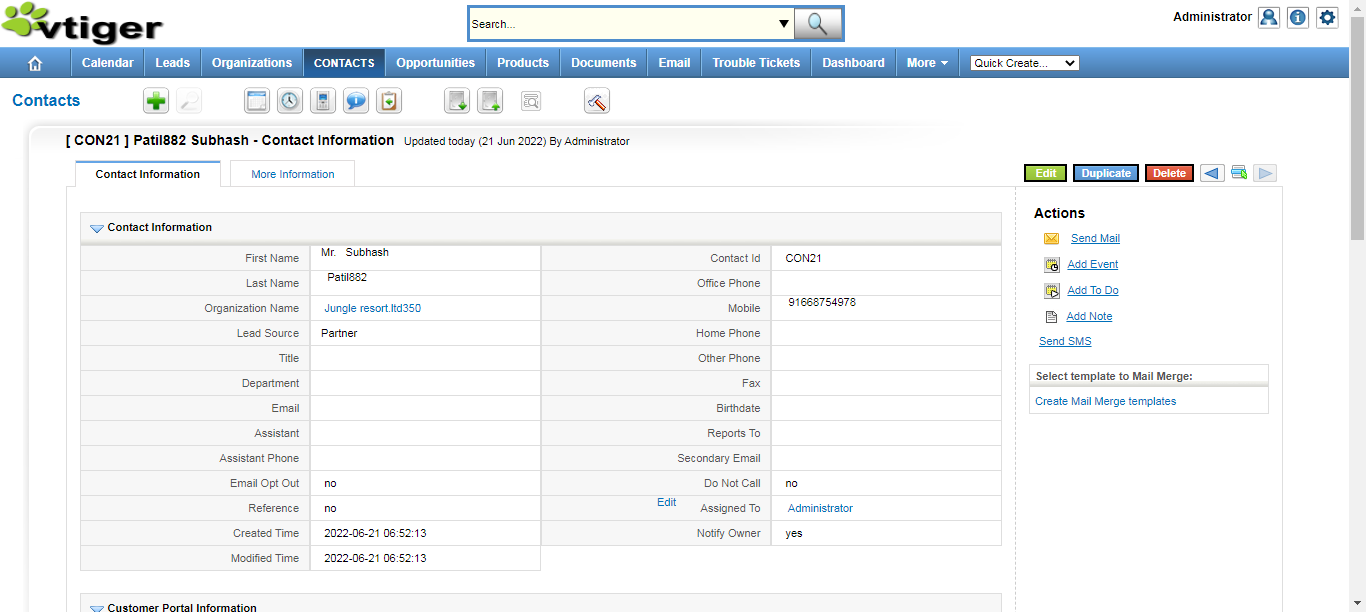 vtiger
Search...
Administrator
Calendar Leads Organizations CONTACTS Opportunities Products Documents Email Trouble Tickets Dashboard More Quick Create...
Contacts
[ CON21 ] Patil882 Subhash - Contact Information Updated today (21 Jun 2022) By Administrator
Contact Information More Information
Edit Duplicate Delete
Contact Information
First Name Mr. Subhash Contact Id CON21
Last Name Patil882 Office Phone
Organization Name Jungle resort.ltd350 Mobile 91668754978
Lead Source Partner Home Phone
Title Other Phone
Department Fax
Email Birthdate
Assistant Reports To
Assistant Phone Secondary Email
Email Opt Out no Do Not Call no
Reference no Edit Assigned To Administrator
Created Time 2022-06-21 06:52:13 Notify Owner yes
Modified Time 2022-06-21 06:52:13
Customer Portal Information
Actions
Send Mail
Add Event
Add To Do
Add Note
Send SMS
Select template to Mail Merge:
Create Mail Merge templates